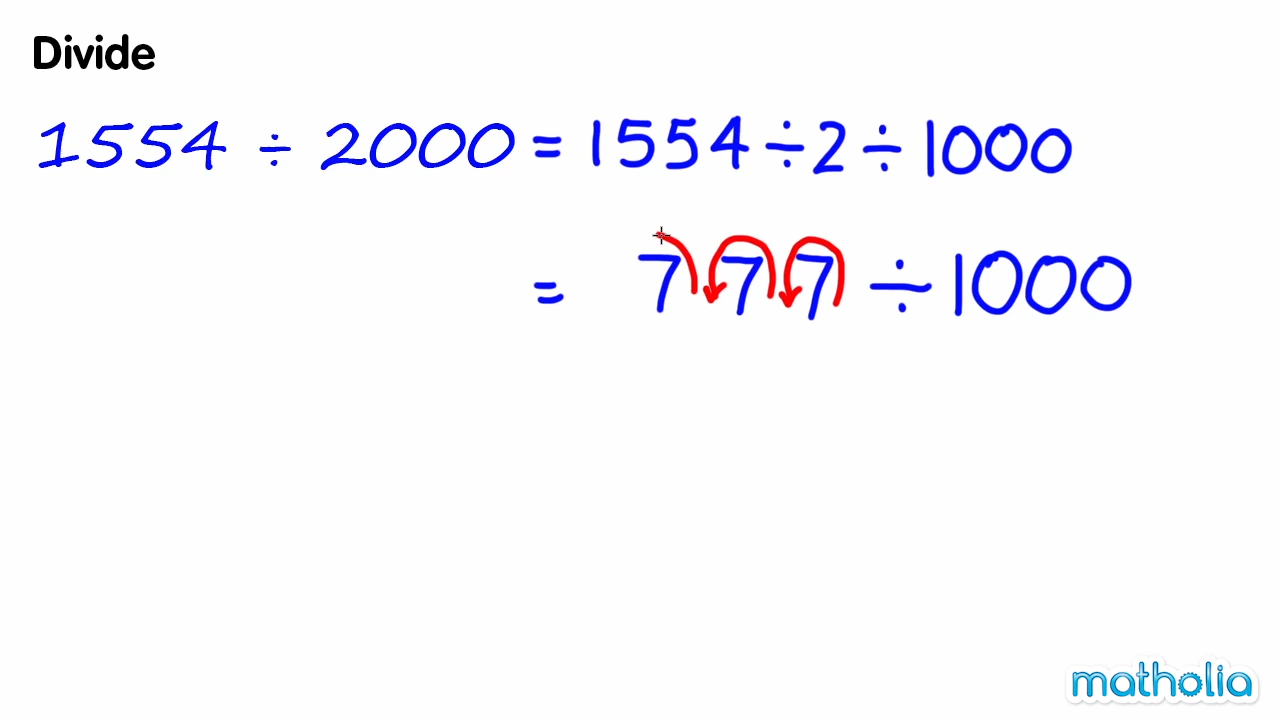 Divide
1554 ÷ 2000 = 1554 ÷ 2 ÷ 1000
= 777 ÷ 1000
matholia